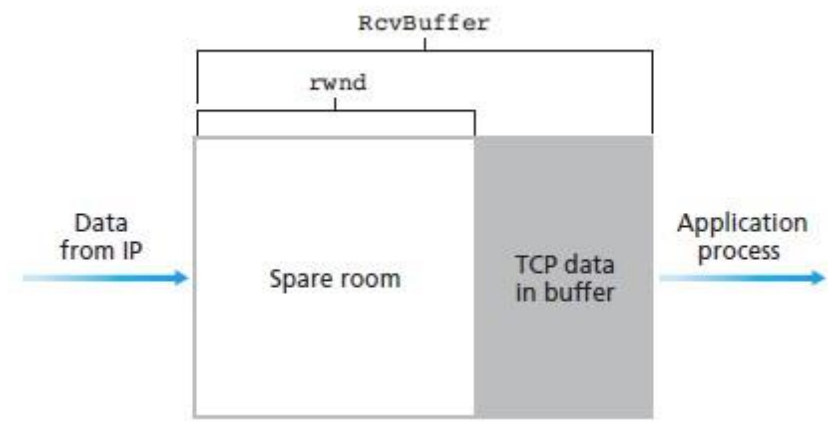 RcvBuffer
rwnd
Data
from IP
Spare room
TCP data
in buffer
Application
process